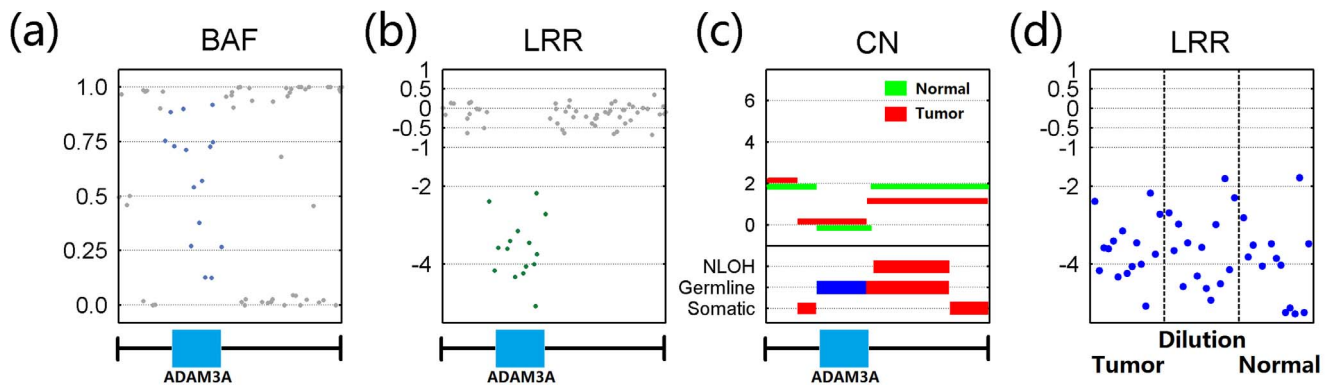 (a)
BAF
1.0
0.75
0.5
0.25
0.0
ADAM3A
(b)
LRR
1
0.5
0
-0.5
-1
-2
-4
ADAM3A
(c)
CN
Normal
Tumor
6
4
2
0
NLOH
Germline
Somatic
ADAM3A
(d)
LRR
1
0.5
0
-0.5
-1
-2
-4
Dilution
Tumor Normal